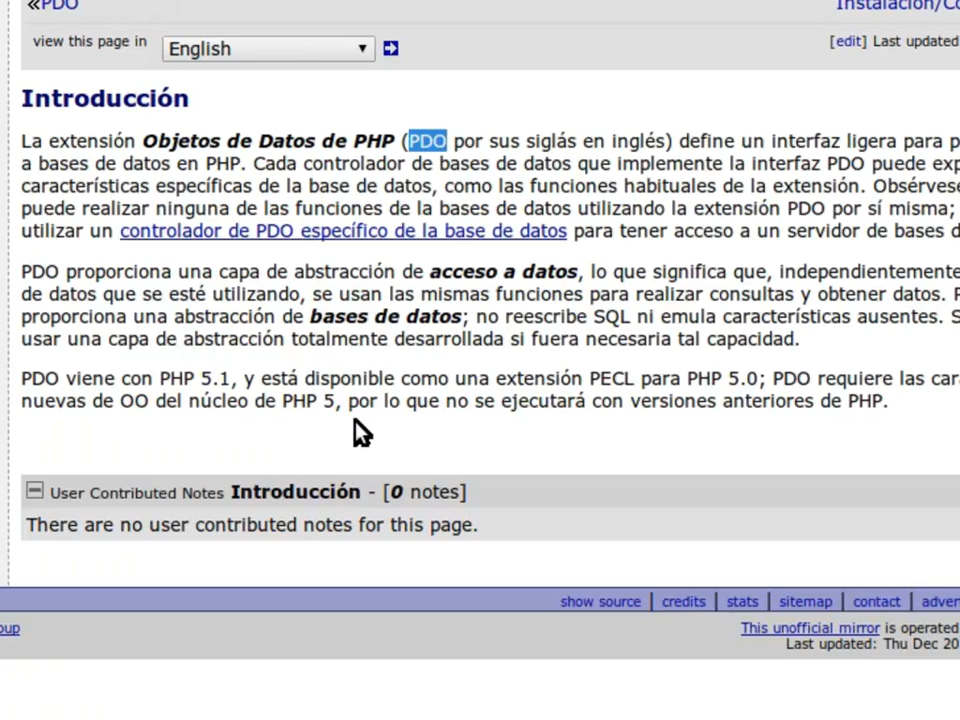 «PDO
Instalación/Co
view this page in English
[edit] Last updated
Introducción
La extensión Objetos de Datos de PHP (PDO por sus siglás en inglés) define un interfaz ligera para p
a bases de datos en PHP. Cada controlador de bases de datos que implemente la interfaz PDO puede exp
características específicas de la base de datos, como las funciones habituales de la extensión. Obsérvese
puede realizar ninguna de las funciones de la bases de datos utilizando la extensión PDO por sí misma;
utilizar un controlador de PDO específico de la base de datos para tener acceso a un servidor de bases d
PDO proporciona una capa de abstracción de acceso a datos, lo que significa que, independientemente
de datos que se esté utilizando, se usan las mismas funciones para realizar consultas y obtener datos. P
proporciona una abstracción de bases de datos; no reescribe SQL ni emula características ausentes. S
usar una capa de abstracción totalmente desarrollada si fuera necesaria tal capacidad.
PDO viene con PHP 5.1, y está disponible como una extensión PECL para PHP 5.0; PDO requiere las cara
nuevas de OO del núcleo de PHP 5, por lo que no se ejecutará con versiones anteriores de PHP.
User Contributed Notes Introducción - [0 notes]
There are no user contributed notes for this page.
show source | credits | stats | sitemap | contact | adver
oup
This unofficial mirror is operated
Last updated: Thu Dec 20